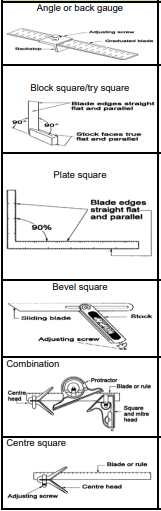 Angle or back gauge
Adjusting screw
Graduated blade
Backstop
Block square/try square
Blade edges straight
flat and parallel
90°
90°
Stock faces true
flat and parallel
Plate square
Blade edges
straight flat
and parallel
90%
Bevel square
Sliding blade
Stock
Adjusting screw
Combination
Protractor
Blade or rule
Centre
head
Square
and mitre
head
Centre square
Blade or rule
Centre head
Adjusting screw